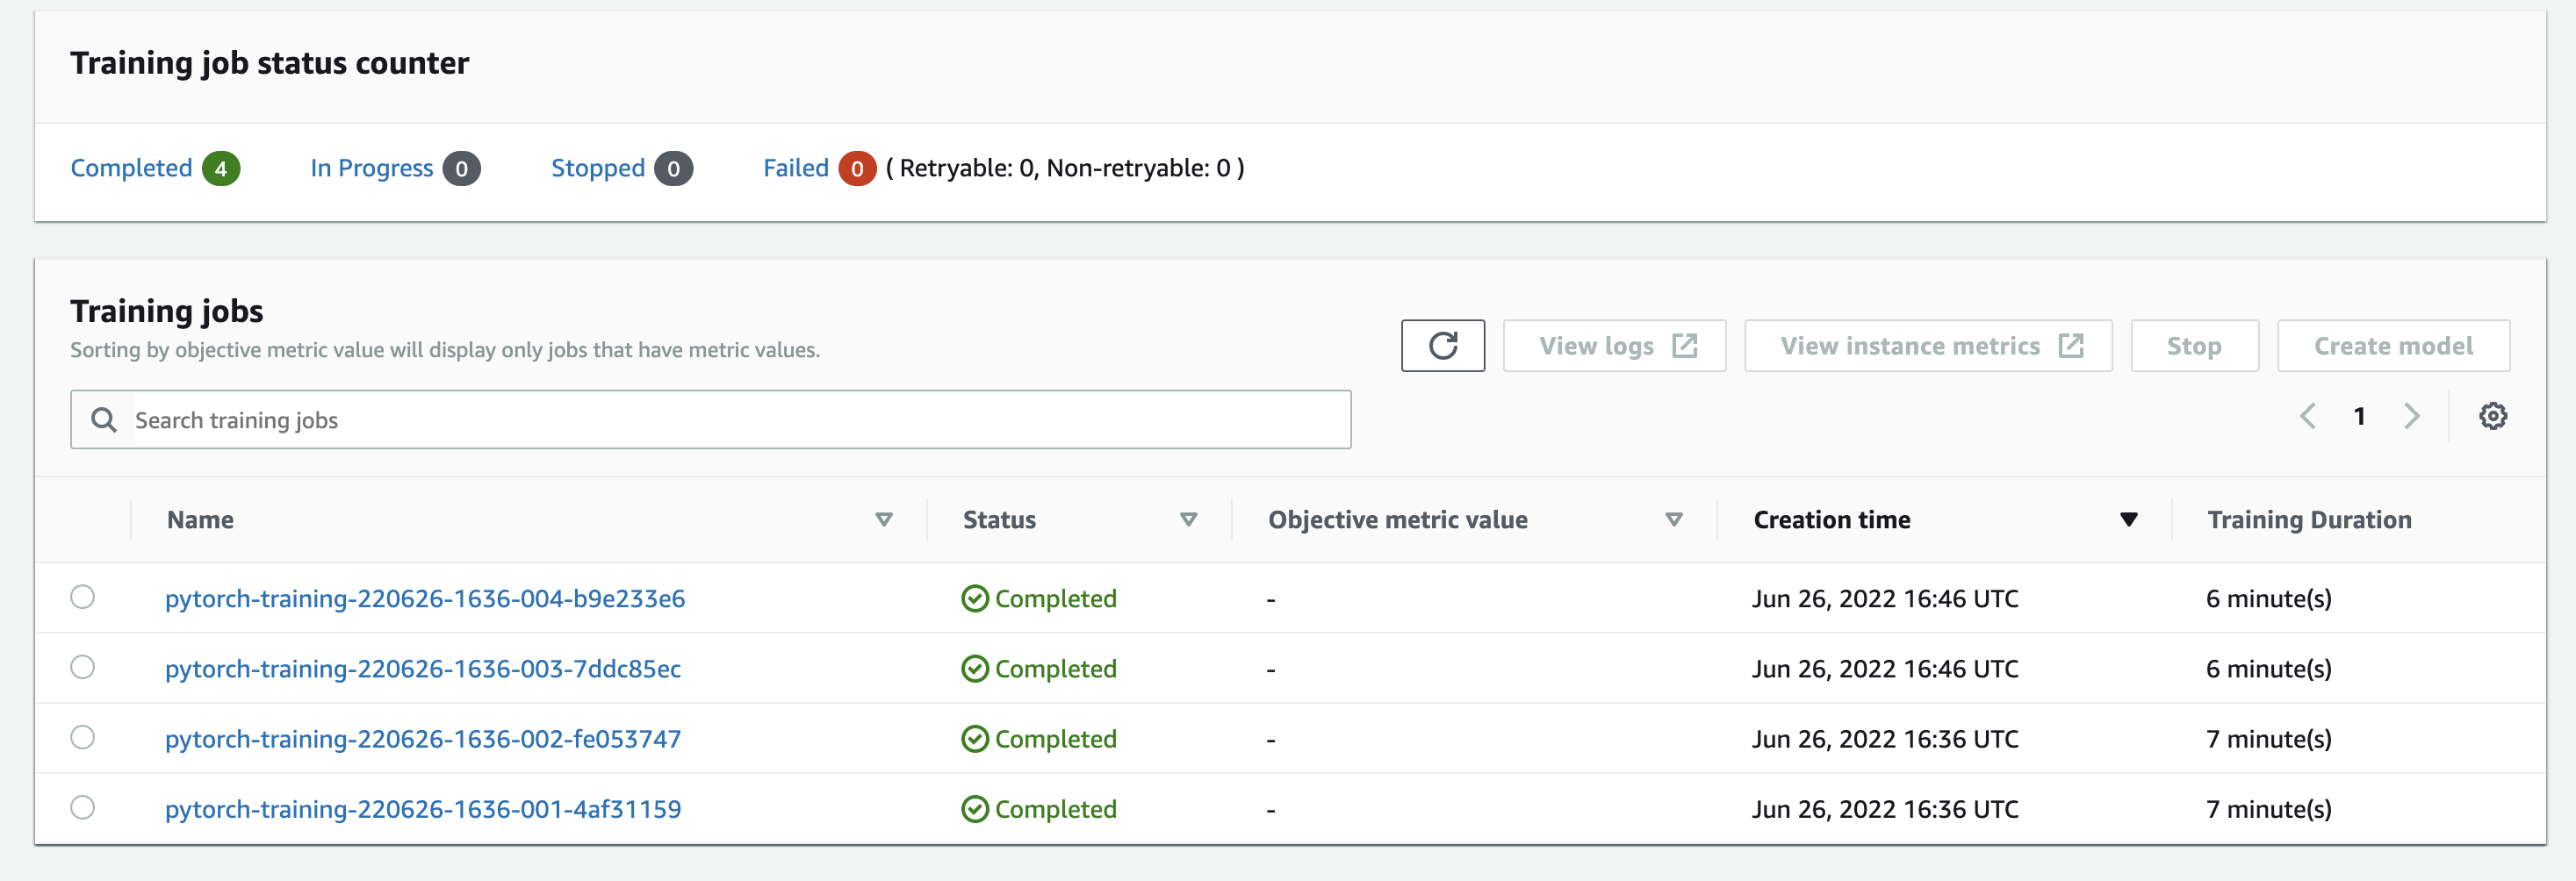 Training job status counter
Completed 4 In Progress 0 Stopped 0 Failed 0 ( Retryable: 0, Non-retryable: 0 )
Training jobs
Sorting by objective metric value will display only jobs that have metric values.
View logs View instance metrics Stop Create model
Search training jobs
1
Name Status Objective metric value Creation time Training Duration
pytorch-training-220626-1636-004-b9e233e6 Completed - Jun 26, 2022 16:46 UTC 6 minute(s)
pytorch-training-220626-1636-003-7ddc85ec Completed - Jun 26, 2022 16:46 UTC 6 minute(s)
pytorch-training-220626-1636-002-fe053747 Completed - Jun 26, 2022 16:36 UTC 7 minute(s)
pytorch-training-220626-1636-001-4af31159 Completed - Jun 26, 2022 16:36 UTC 7 minute(s)